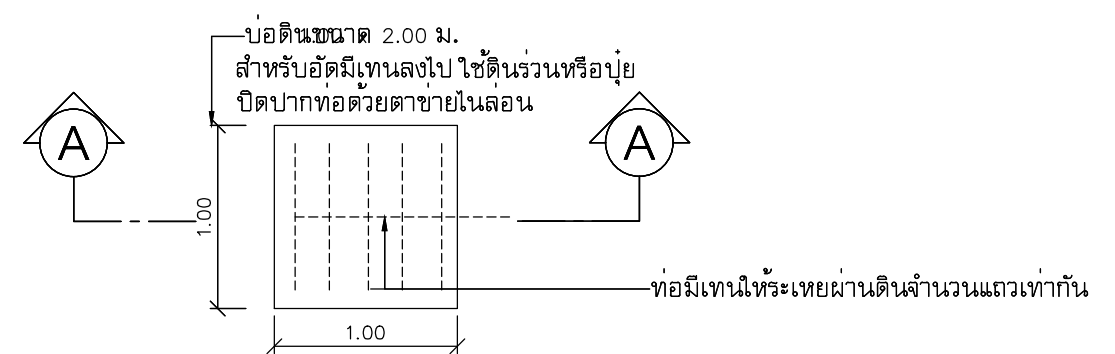 บ่อดินขนาด 2.00 ม.
สำหรับอัดมีเทนลงไป ใช้ดินร่วนหรือปุ๋ย
ปิดปากท่อด้วยตาข่ายไนล่อน
A
A
1.00
ท่อมีเทนให้ระเหยผ่านดินจำนวนแถวเท่ากัน
1.00